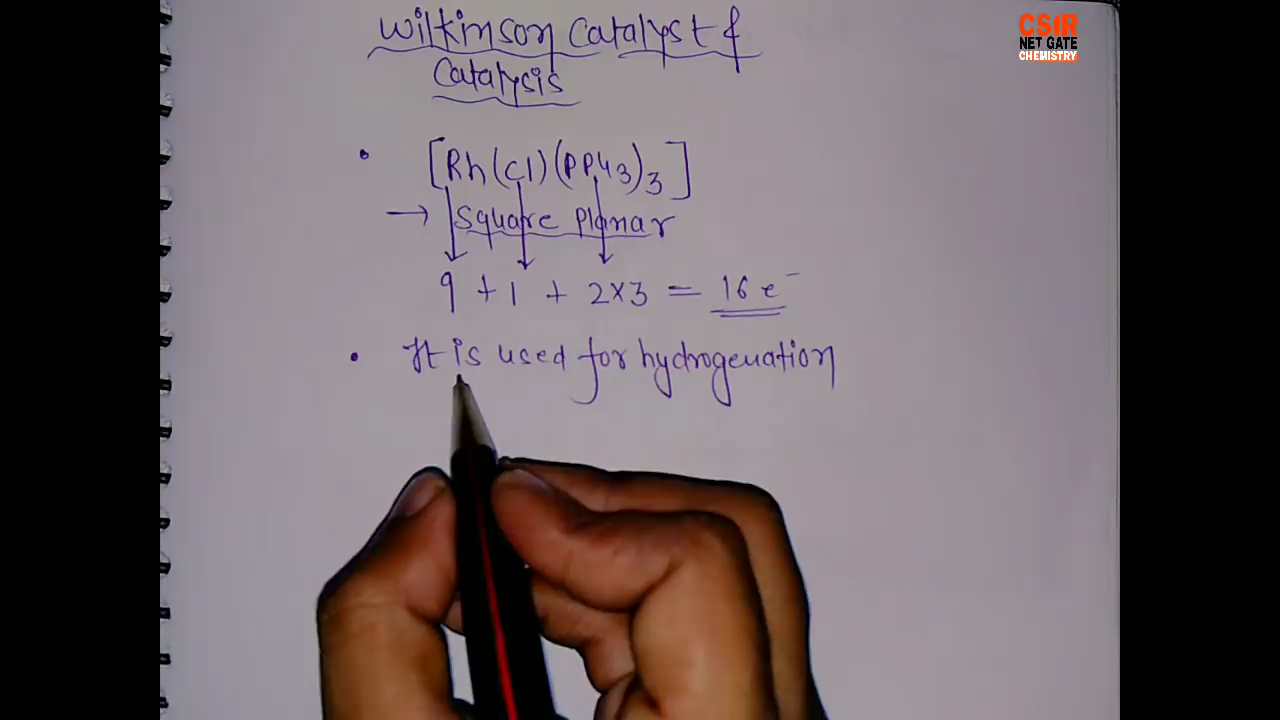 Wilkinson Catalyst &
Catalysis
CSIR
NET GATE
CHEMISTRY
• [Rh(Cl)(PPh3)3]
→ Square Planar
9 + 1 + 2×3 = 16 e⁻
• It is used for hydrogenation